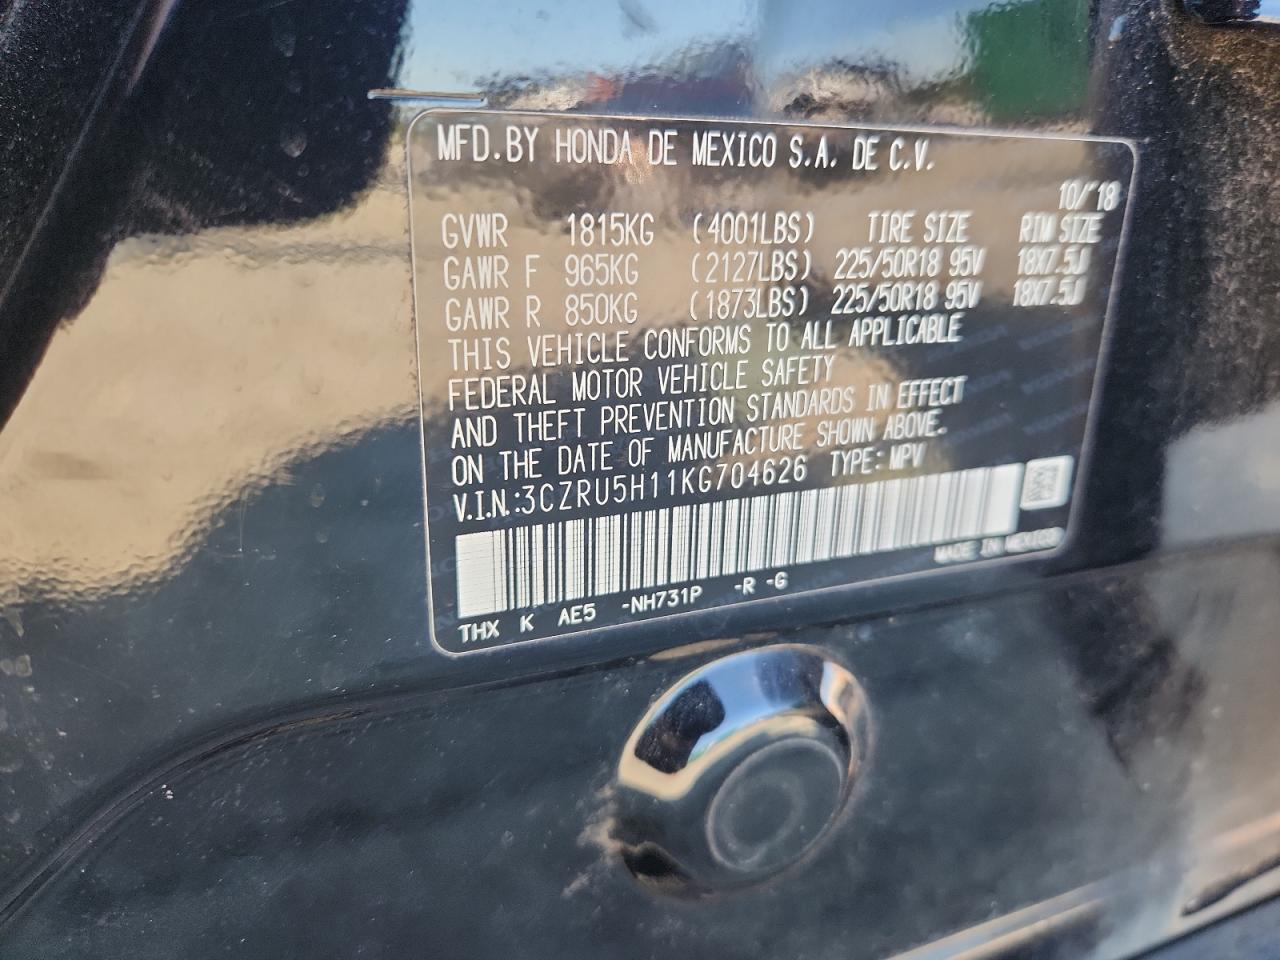 MFD.BY HONDA DE MEXICO S.A. DE C.V.
10/'18
GVWR 1815KG (4001LBS) TIRE SIZE RIM SIZE
GAWR F 965KG (2127LBS) 225/50R18 95V 18X7.5J
GAWR R 850KG (1873LBS) 225/50R18 95V 18X7.5J
THIS VEHICLE CONFORMS TO ALL APPLICABLE
FEDERAL MOTOR VEHICLE SAFETY
AND THEFT PREVENTION STANDARDS IN EFFECT
ON THE DATE OF MANUFACTURE SHOWN ABOVE.
V.I.N.:3CZRU5H11KG704626 TYPE: MPV
MADE IN MEXICO
THX K AE5 -NH731P -R -G